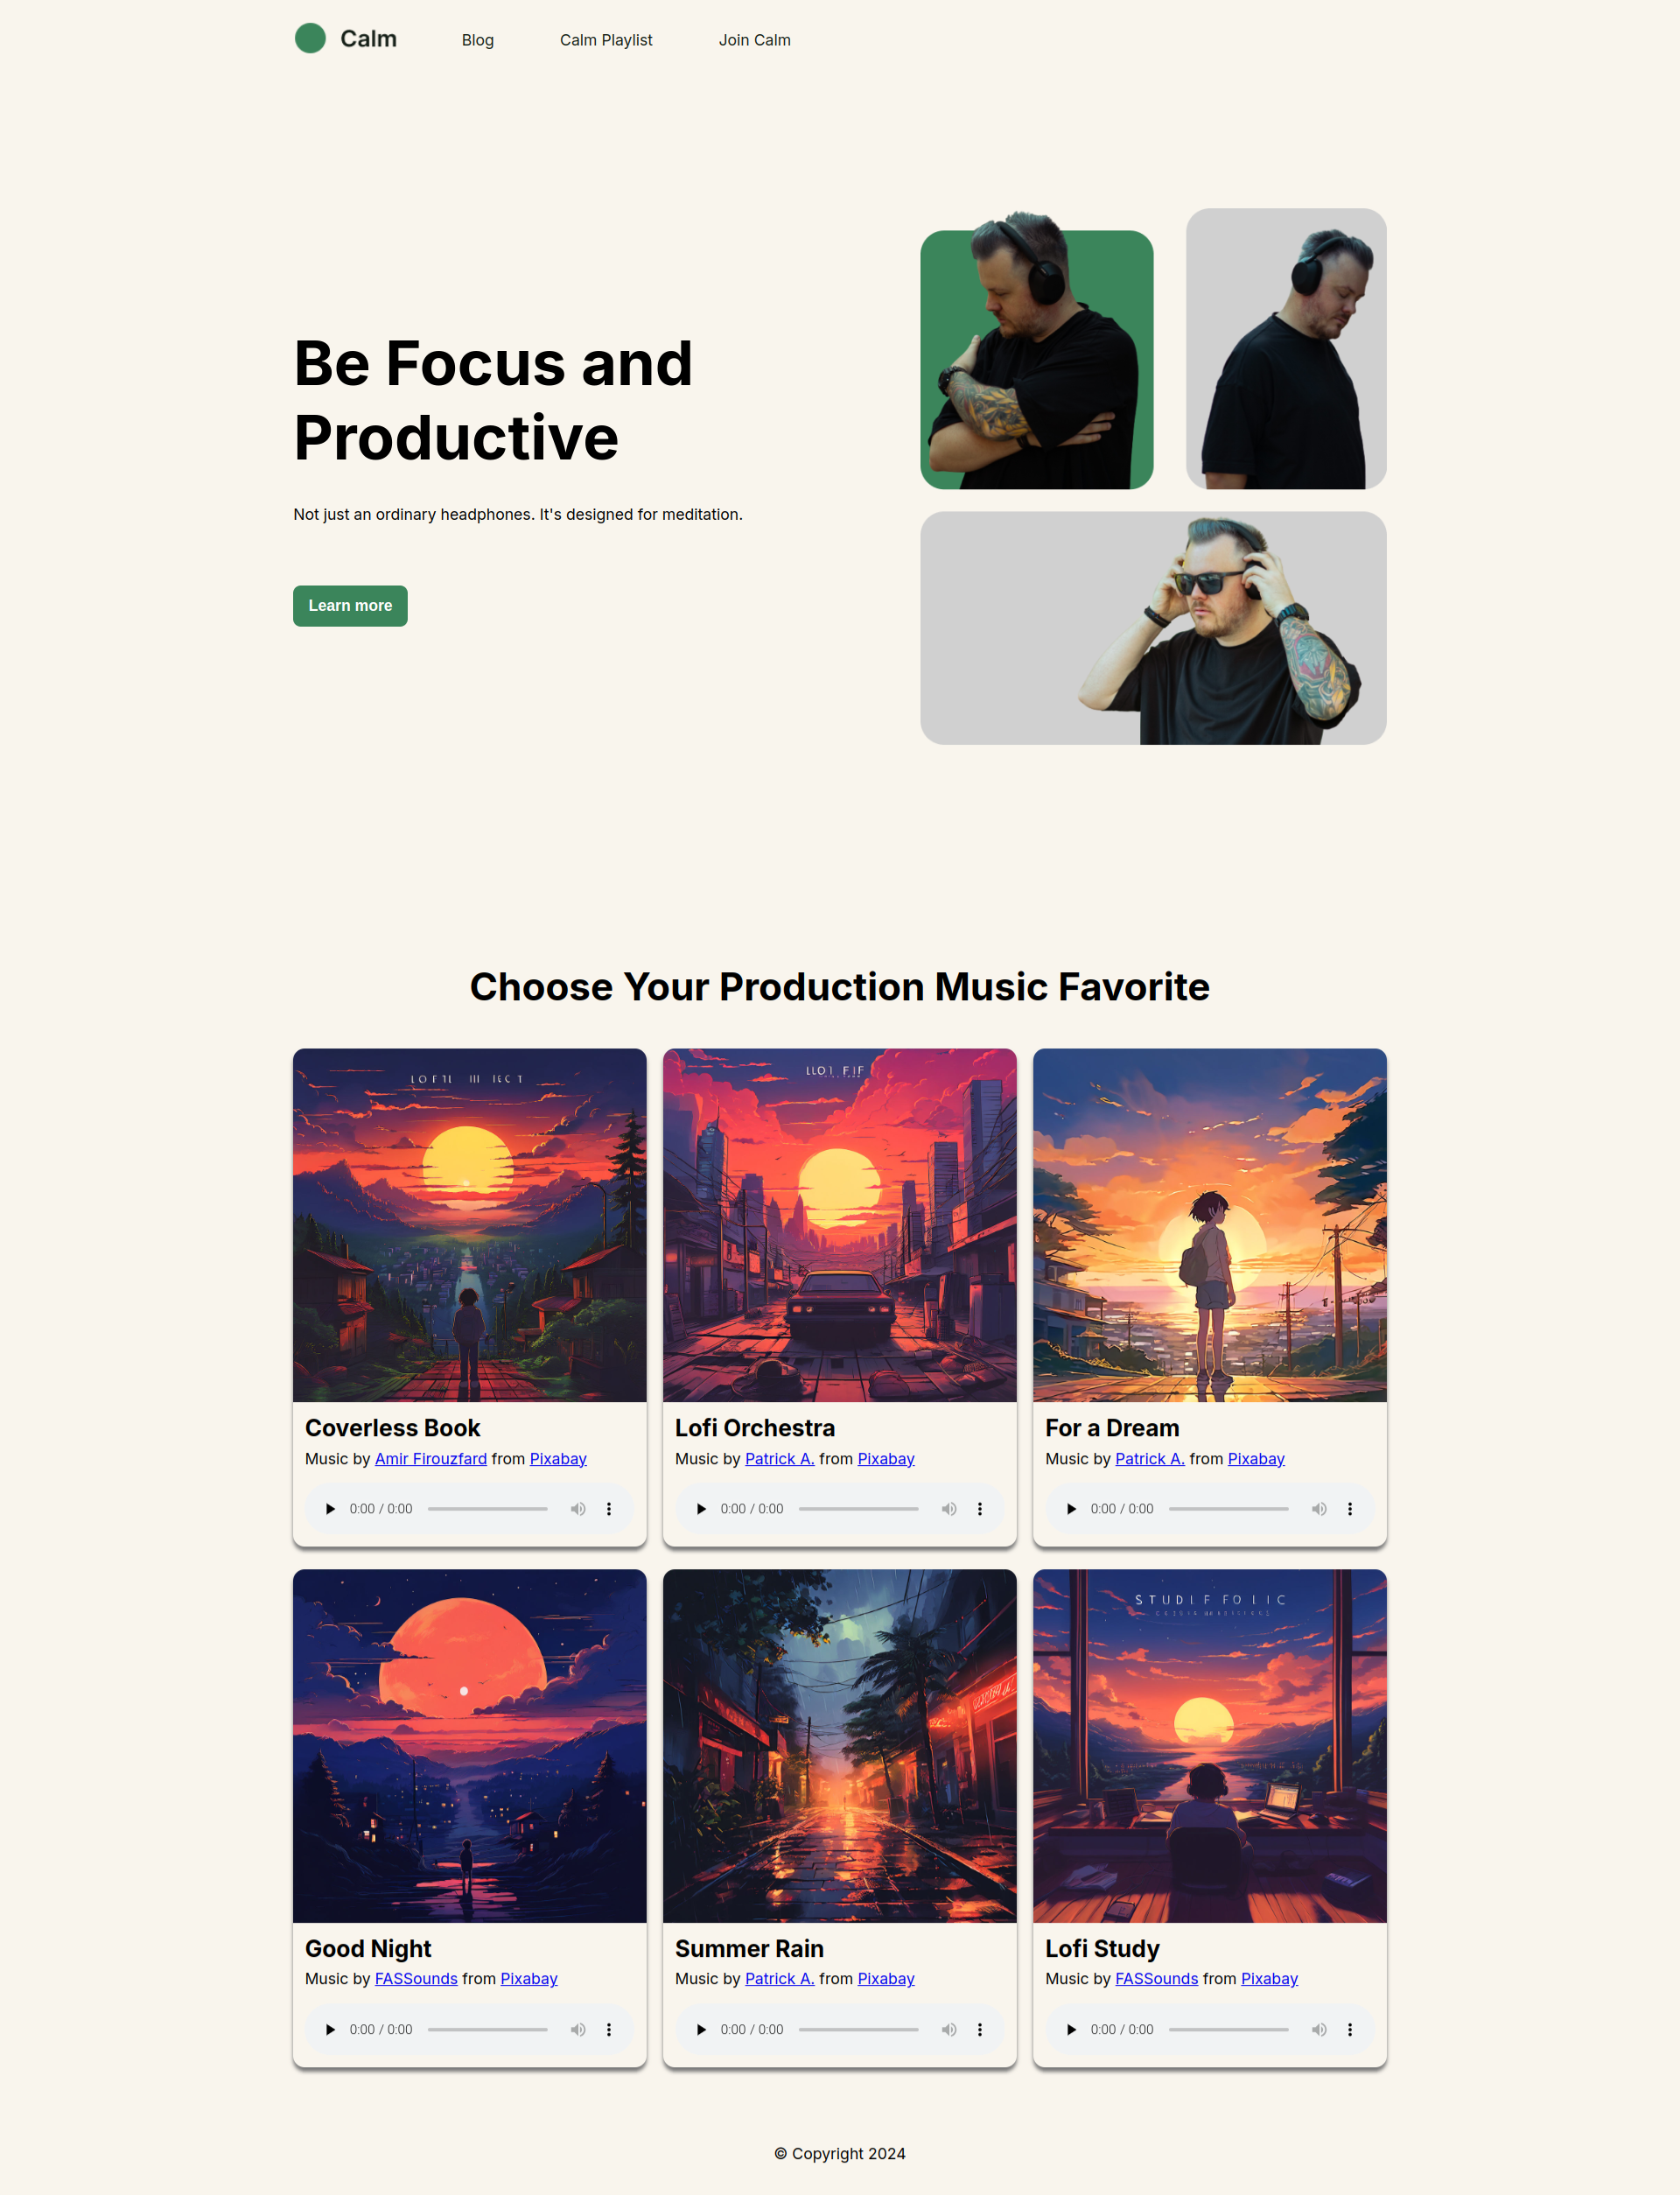 Calm
Blog
Calm Playlist
Join Calm
Be Focus and
Productive
Not just an ordinary headphones. It's designed for meditation.
Learn more
Choose Your Production Music Favorite
Coverless Book
Music by Amir Firouzfard from Pixabay
0:00 / 0:00
Lofi Orchestra
Music by Patrick A. from Pixabay
0:00 / 0:00
For a Dream
Music by Patrick A. from Pixabay
0:00 / 0:00
STUDIF FO LIC
Good Night
Music by FASSounds from Pixabay
0:00 / 0:00
Summer Rain
Music by Patrick A. from Pixabay
0:00 / 0:00
Lofi Study
Music by FASSounds from Pixabay
0:00 / 0:00
© Copyright 2024